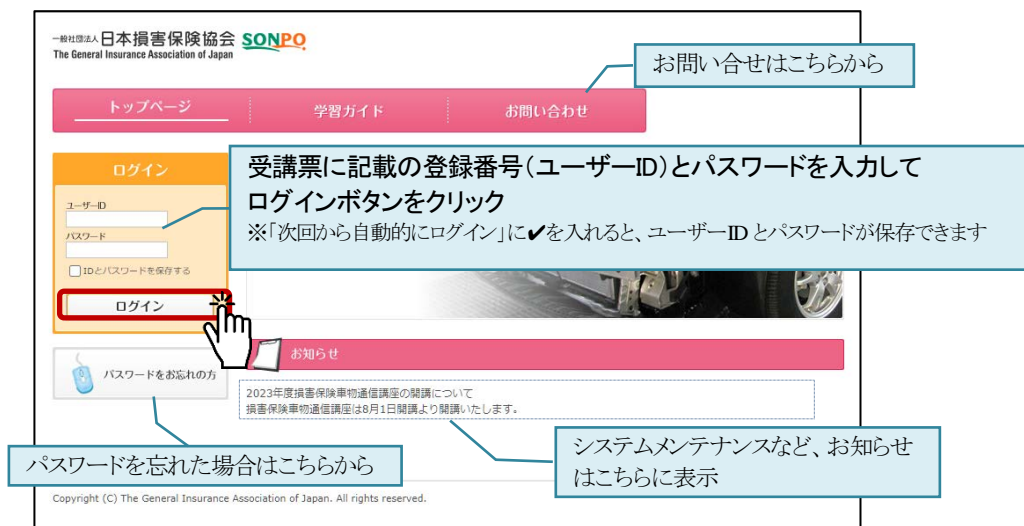 一般社団法人日本損害保険協会 SONPO
The General Insurance Association of Japan
お問い合せはこちらから
トップページ
学習ガイド
お問い合わせ
ログイン
受講票に記載の登録番号(ユーザーID)とパスワードを入力して
ログインボタンをクリック
※「次回から自動的にログイン」に✔を入れると、ユーザーIDとパスワードが保存できます
ユーザーID
パスワード
IDとパスワードを保存する
ログイン
お知らせ
パスワードをお忘れの方
2023年度損害保険車物通信講座の開講について
損害保険車物通信講座は8月1日開講より開講いたします。
システムメンテナンスなど、お知らせ
はこちらに表示
パスワードを忘れた場合はこちらから
Copyright (C) The General Insurance Association of Japan. All rights reserved.